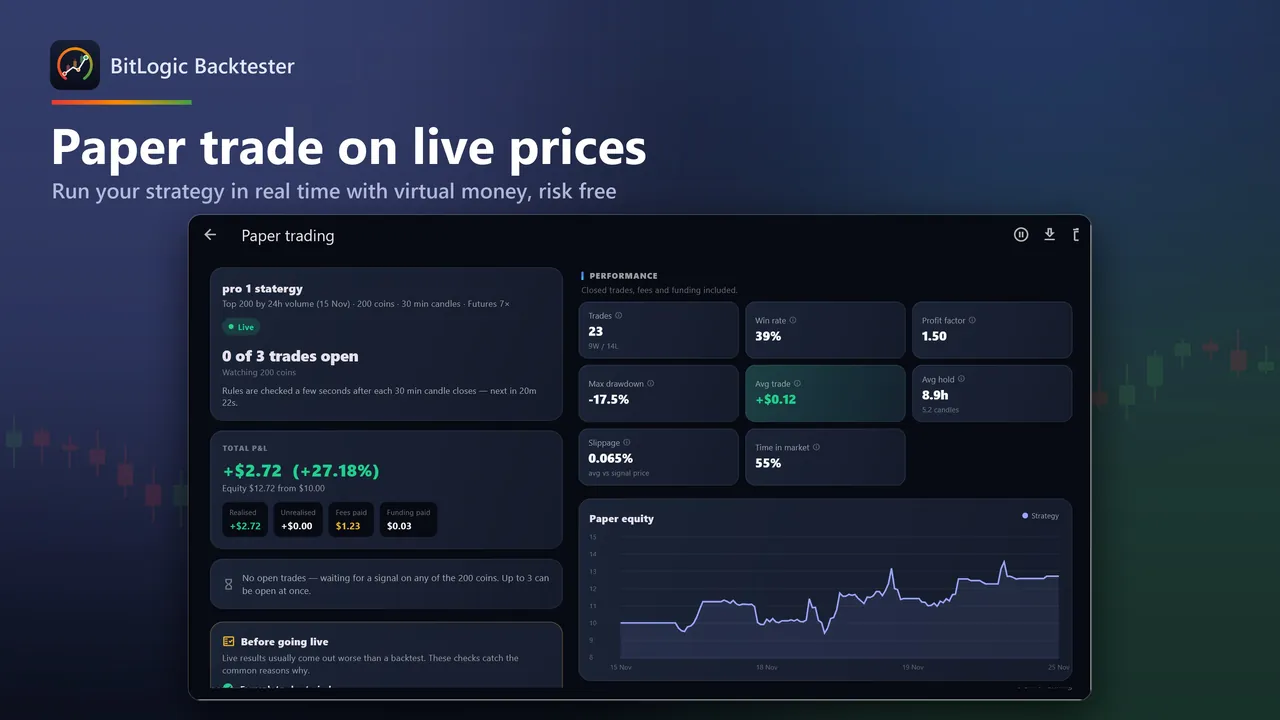 BitLogic Backtester
Paper trade on live prices
Run your strategy in real time with virtual money, risk free
Paper trading
pro 1 statergy
Top 200 by 24h volume (15 Nov) · 200 coins · 30 min candles · Futures 7×
Live
0 of 3 trades open
Watching 200 coins
Rules are checked a few seconds after each 30 min candle closes — next in 20m
22s.
TOTAL P&L
+$2.72 (+27.18%)
Equity $12.72 from $10.00
Realised
+$2.72
Unrealised
+$0.00
Fees paid
$1.23
Funding paid
$0.03
No open trades — waiting for a signal on any of the 200 coins. Up to 3 can
be open at once.
Before going live
Live results usually come out worse than a backtest. These checks catch the
common reasons why.
PERFORMANCE
Closed trades, fees and funding included.
Trades
23
9W / 14L
Win rate
39%
Profit factor
1.50
Max drawdown
-17.5%
Avg trade
+$0.12
Avg hold
8.9h
5.2 candles
Slippage
0.065%
avg vs signal price
Time in market
55%
Paper equity
Strategy
15
14
13
12
11
10
9
8
15 Nov
18 Nov
19 Nov
25 Nov